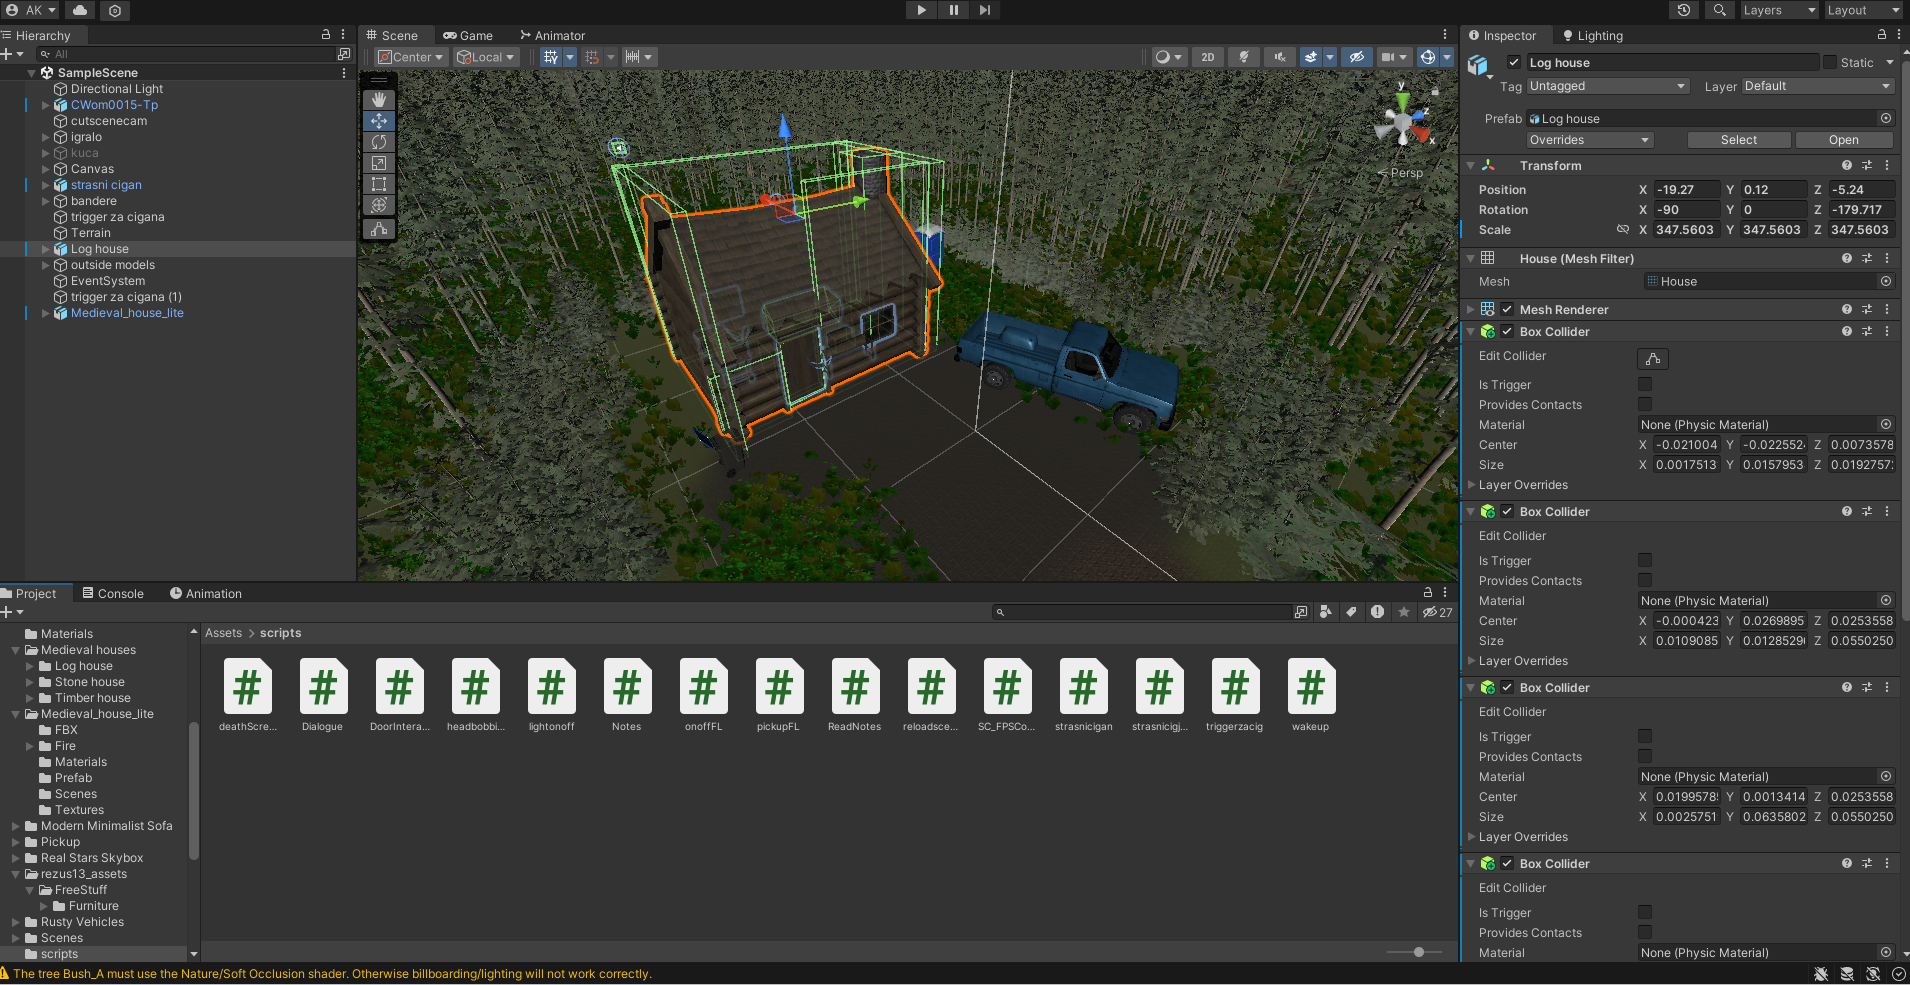 AK
Layers
Layout
Hierarchy
All
SampleScene
Directional Light
CWom0015-Tp
cutscenecam
igralo
kuca
Canvas
strasni cigan
bandere
trigger za cigana
Terrain
Log house
outside models
EventSystem
trigger za cigana (1)
Medieval_house_lite
Scene
Game
Animator
Center
Local
2D
y
z
x
Persp
Inspector
Lighting
Log house
Static
Tag Untagged Layer Default
Prefab Log house
Overrides Select Open
Transform
Position X -19.27 Y 0.12 Z -5.24
Rotation X -90 Y 0 Z -179.717
Scale X 347.5603 Y 347.5603 Z 347.5603
House (Mesh Filter)
Mesh House
Mesh Renderer
Box Collider
Edit Collider
Is Trigger
Provides Contacts
Material None (Physic Material)
Center X -0.021004 Y -0.022552 Z 0.0073578
Size X 0.0017513 Y 0.0157953 Z 0.0192757
Layer Overrides
Box Collider
Edit Collider
Is Trigger
Provides Contacts
Material None (Physic Material)
Center X -0.000423 Y 0.0269895 Z 0.0253558
Size X 0.0109085 Y 0.0128529 Z 0.0550250
Layer Overrides
Box Collider
Edit Collider
Is Trigger
Provides Contacts
Material None (Physic Material)
Center X 0.0199578 Y 0.0013414 Z 0.0253558
Size X 0.0025751 Y 0.0635802 Z 0.0550250
Layer Overrides
Box Collider
Edit Collider
Is Trigger
Provides Contacts
Material None (Physic Material)
Project
Console
Animation
27
Materials
Medieval houses
Log house
Stone house
Timber house
Medieval_house_lite
FBX
Fire
Materials
Prefab
Scenes
Textures
Modern Minimalist Sofa
Pickup
Real Stars Skybox
rezus13_assets
FreeStuff
Furniture
Rusty Vehicles
Scenes
scripts
Assets > scripts
deathScre...
Dialogue
DoorIntera...
headbobbi...
lightonoff
Notes
onoffFL
pickupFL
ReadNotes
reloadsce...
SC_FPSCo...
strasnicigan
strasnicigj...
triggerzacig
wakeup
The tree Bush_A must use the Nature/Soft Occlusion shader. Otherwise billboarding/lighting will not work correctly.